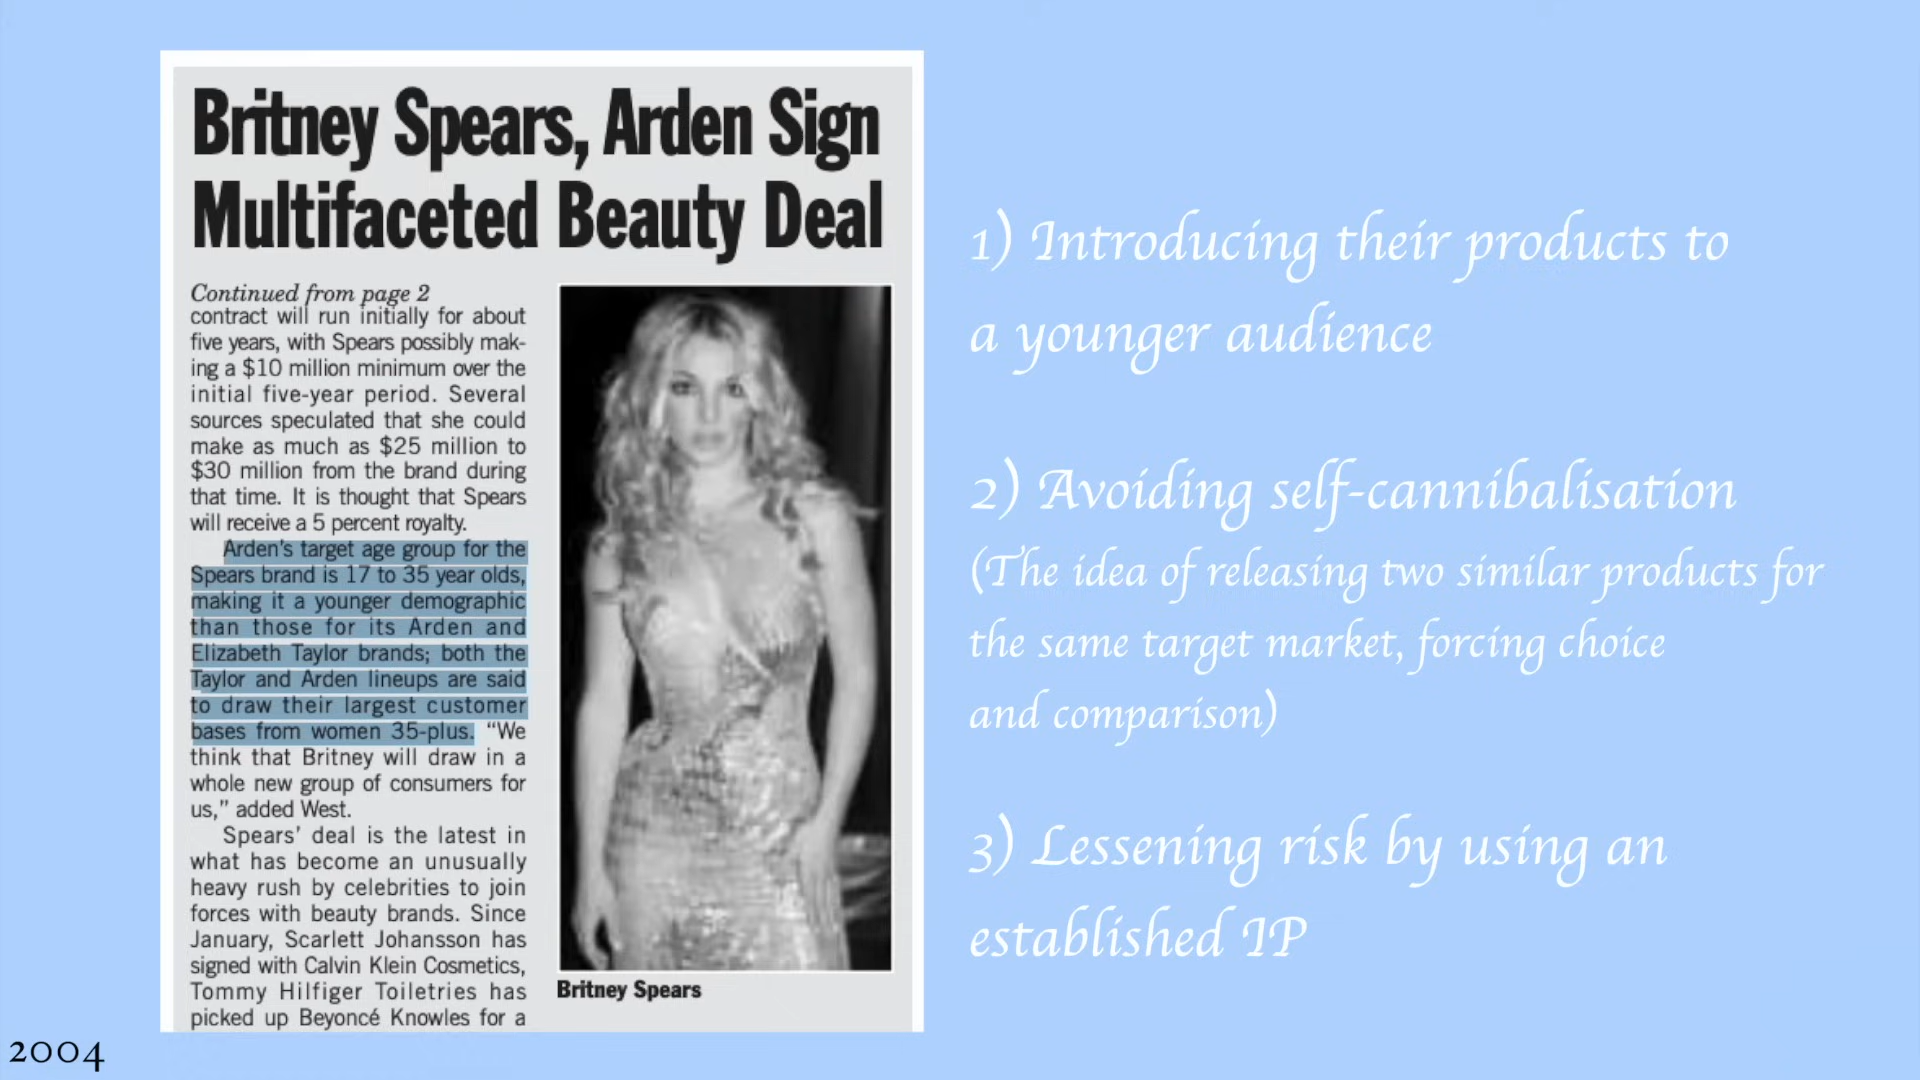 Britney Spears, Arden Sign
Multifaceted Beauty Deal
Continued from page 2
contract will run initially for about
five years, with Spears possibly mak-
ing a $10 million minimum over the
initial five-year period. Several
sources speculated that she could
make as much as $25 million to
$30 million from the brand during
that time. It is thought that Spears
will receive a 5 percent royalty.
Arden's target age group for the
Spears brand is 17 to 35 year olds,
making it a younger demographic
than those for its Arden and
Elizabeth Taylor brands; both the
Taylor and Arden lineups are said
to draw their largest customer
bases from women 35-plus. “We
think that Britney will draw in a
whole new group of consumers for
us,” added West.
Spears’ deal is the latest in
what has become an unusually
heavy rush by celebrities to join
forces with beauty brands. Since
January, Scarlett Johansson has
signed with Calvin Klein Cosmetics,
Tommy Hilfiger Toiletries has
picked up Beyoncé Knowles for a
Britney Spears
1) Introducing their products to
a younger audience
2) Avoiding self-cannibalisation
(The idea of releasing two similar products for
the same target market, forcing choice
and comparison)
3) Lessening risk by using an
established IP
2004